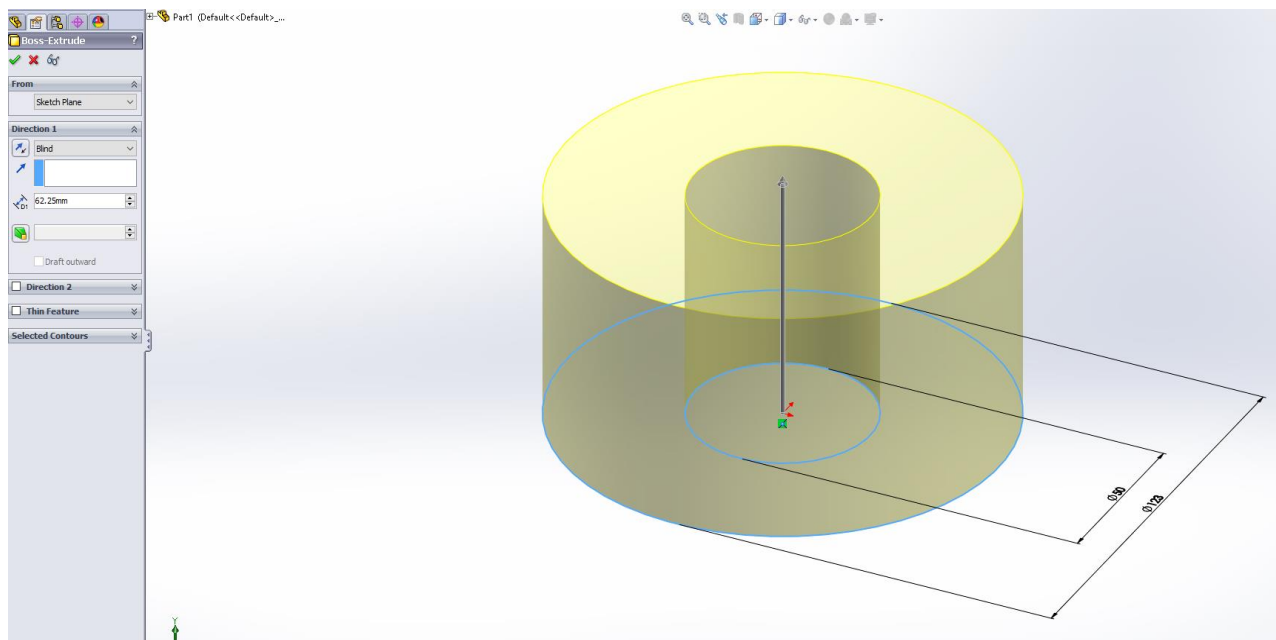 Part1 (Default<<Default>_...
Boss-Extrude ?
From
Sketch Plane
Direction 1
Blind
D1
62.25mm
Draft outward
Direction 2
Thin Feature
Selected Contours
Ø50
Ø123
Y